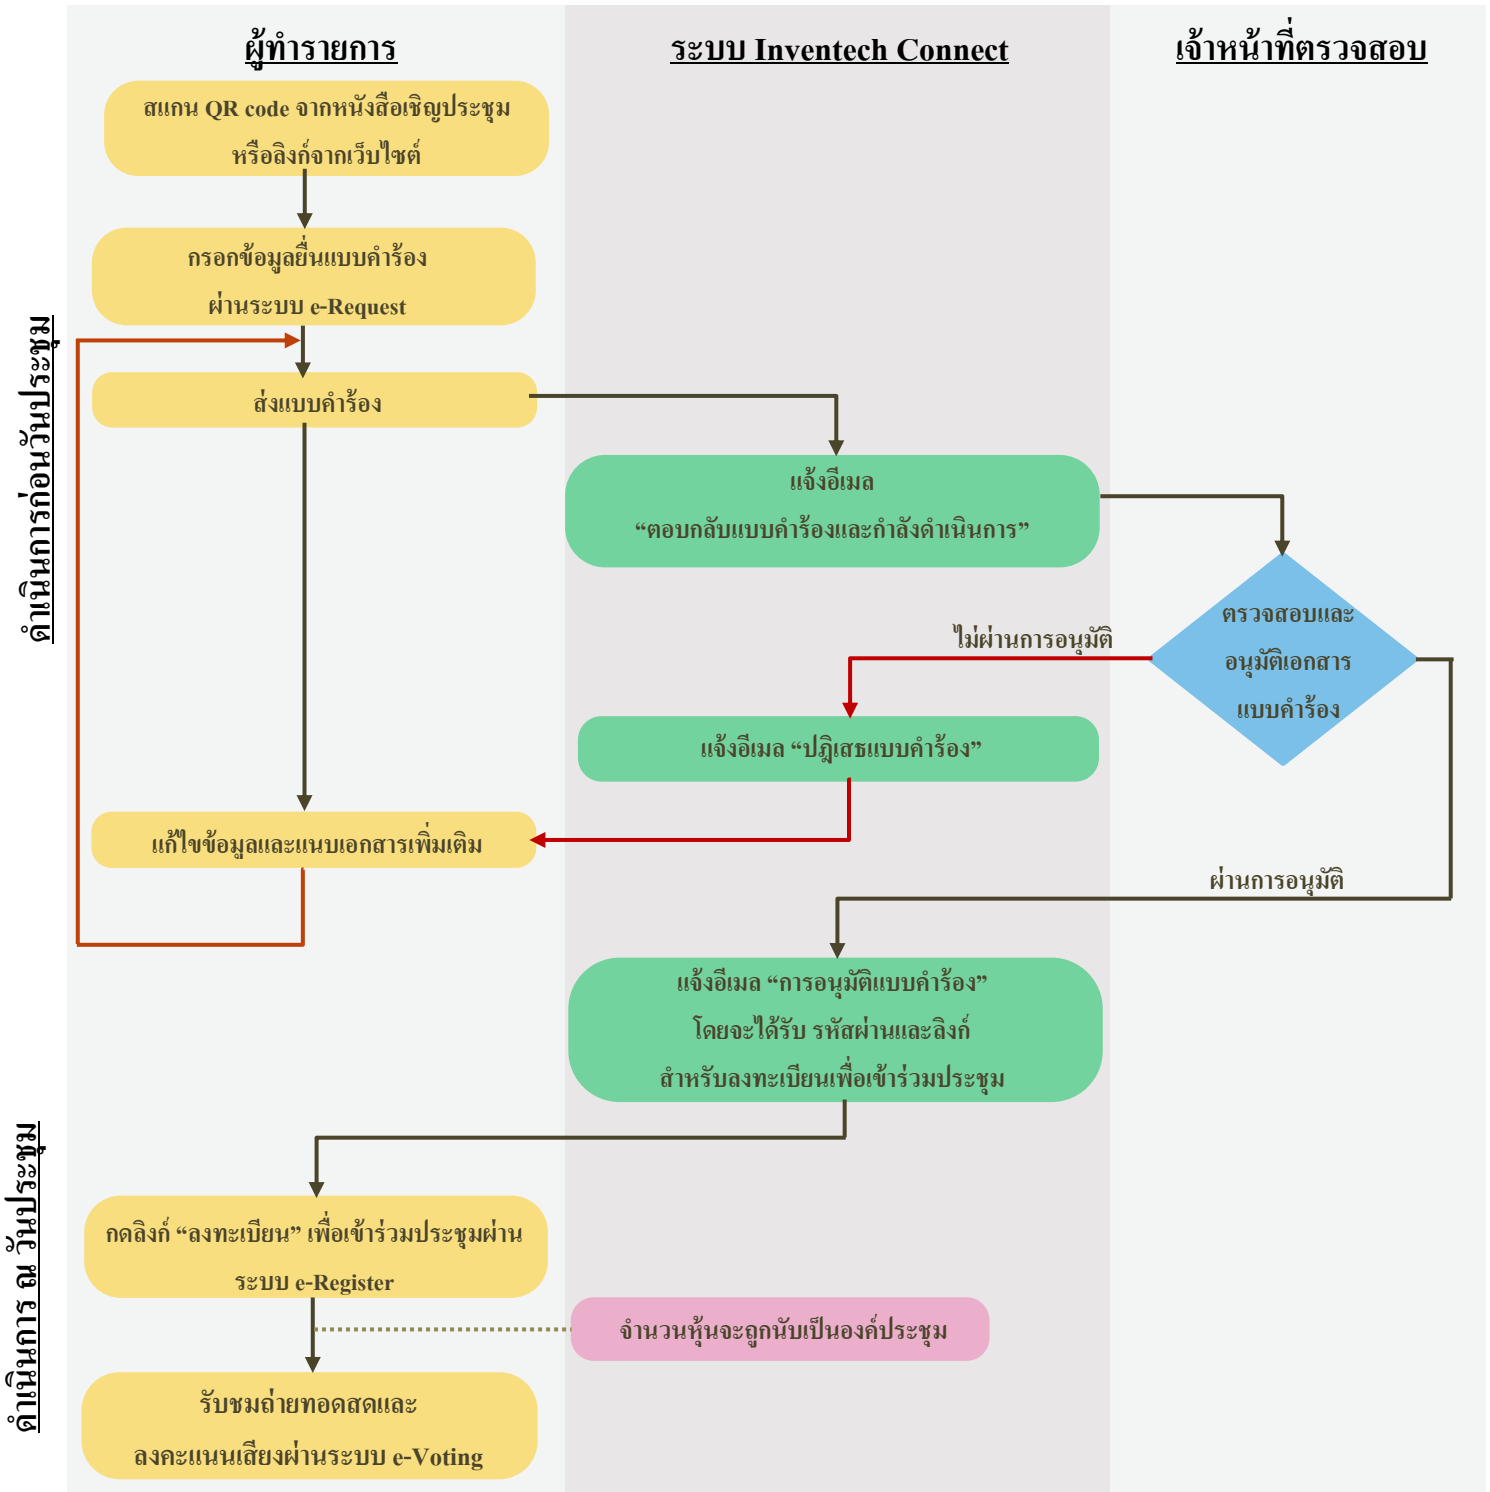 ผู้ทำรายการ
ระบบ Inventech Connect
เจ้าหน้าที่ตรวจสอบ
ดำเนินการก่อนวันประชุม
สแกน QR code จากหนังสือเชิญประชุม
หรือลิงก์จากเว็บไซต์
กรอกข้อมูลยื่นแบบคำร้อง
ผ่านระบบ e-Request
ส่งแบบคำร้อง
แจ้งอีเมล
“ตอบกลับแบบคำร้องและกำลังดำเนินการ”
ตรวจสอบและ
อนุมัติเอกสาร
แบบคำร้อง
ไม่ผ่านการอนุมัติ
แจ้งอีเมล “ปฎิเสธแบบคำร้อง”
แก้ไขข้อมูลและแนบเอกสารเพิ่มเติม
ผ่านการอนุมัติ
แจ้งอีเมล “การอนุมัติแบบคำร้อง”
โดยจะได้รับ รหัสผ่านและลิงก์
สำหรับลงทะเบียนเพื่อเข้าร่วมประชุม
ดำเนินการ ณ วันประชุม
กดลิงก์ “ลงทะเบียน” เพื่อเข้าร่วมประชุมผ่าน
ระบบ e-Register
จำนวนหุ้นจะถูกนับเป็นองค์ประชุม
รับชมถ่ายทอดสดและ
ลงคะแนนเสียงผ่านระบบ e-Voting